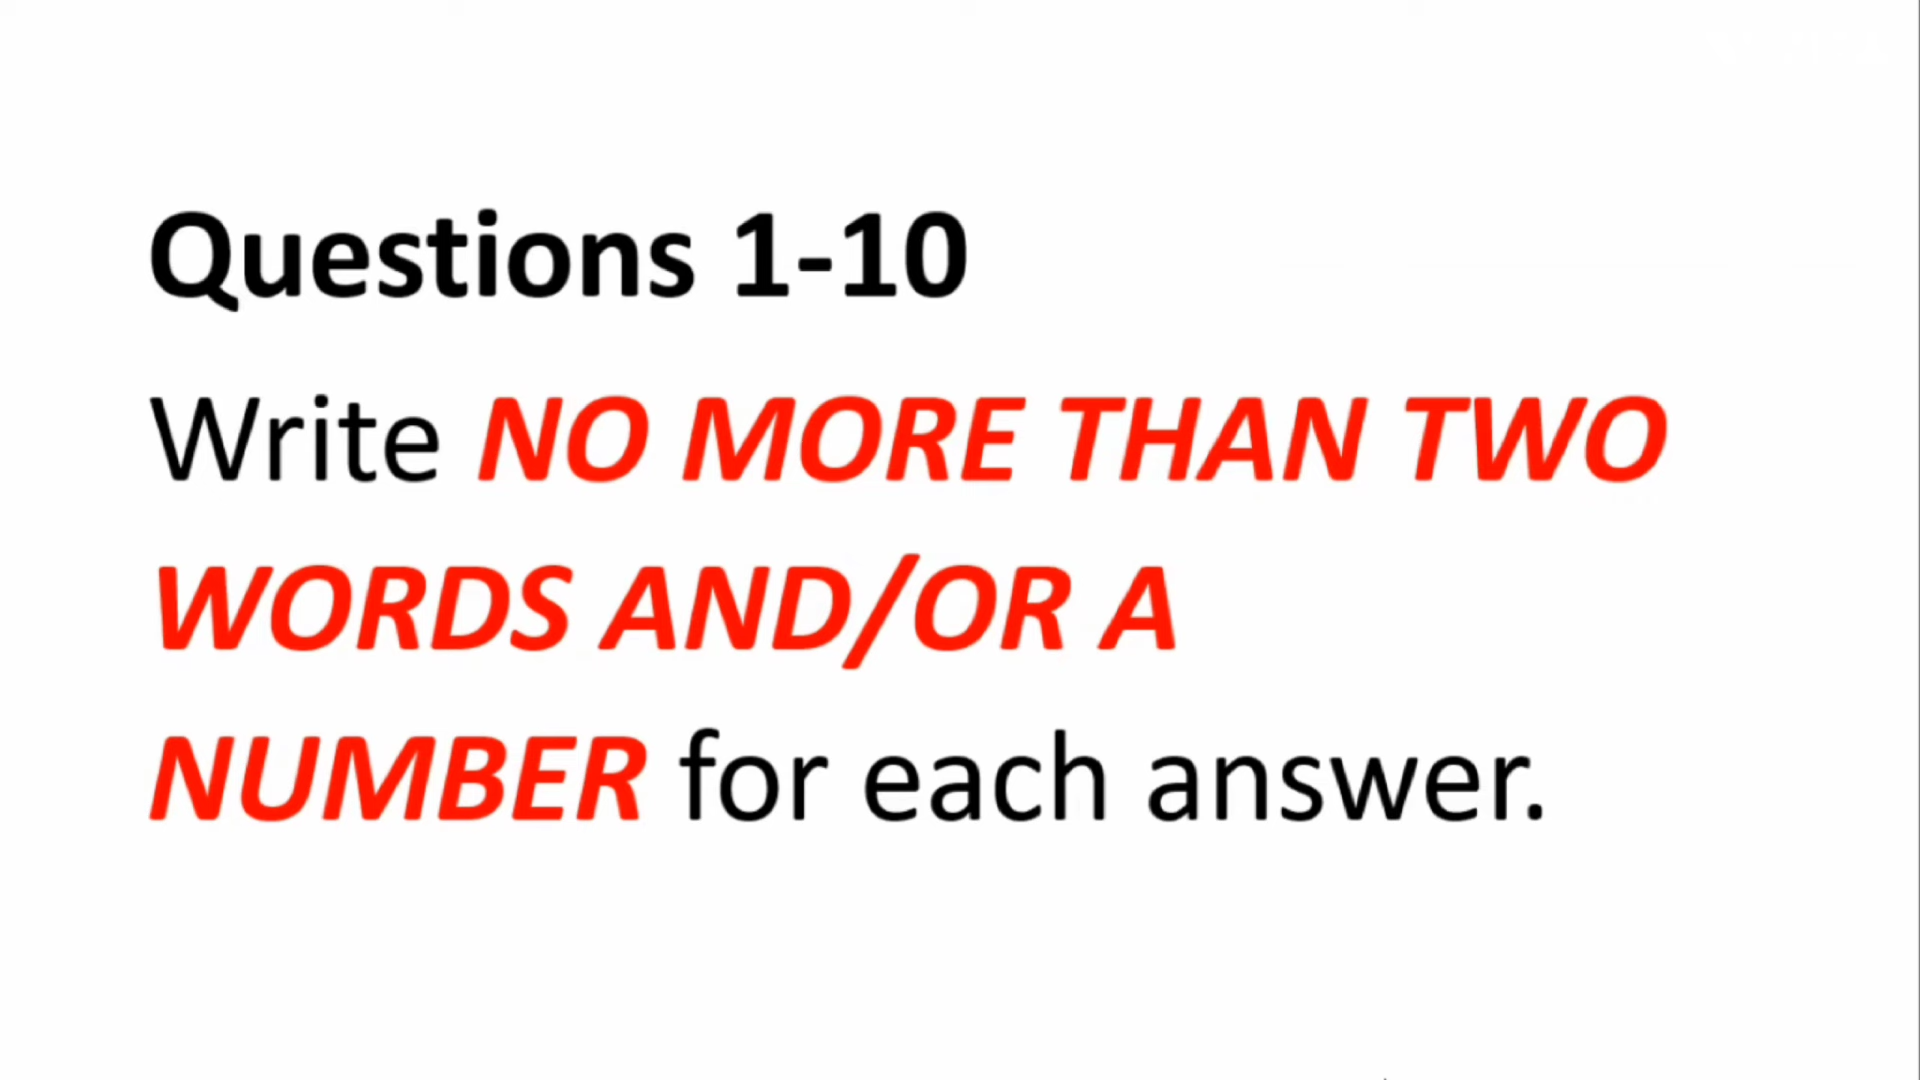 Questions 1-10
Write NO MORE THAN TWO
WORDS AND/OR A
NUMBER for each answer.